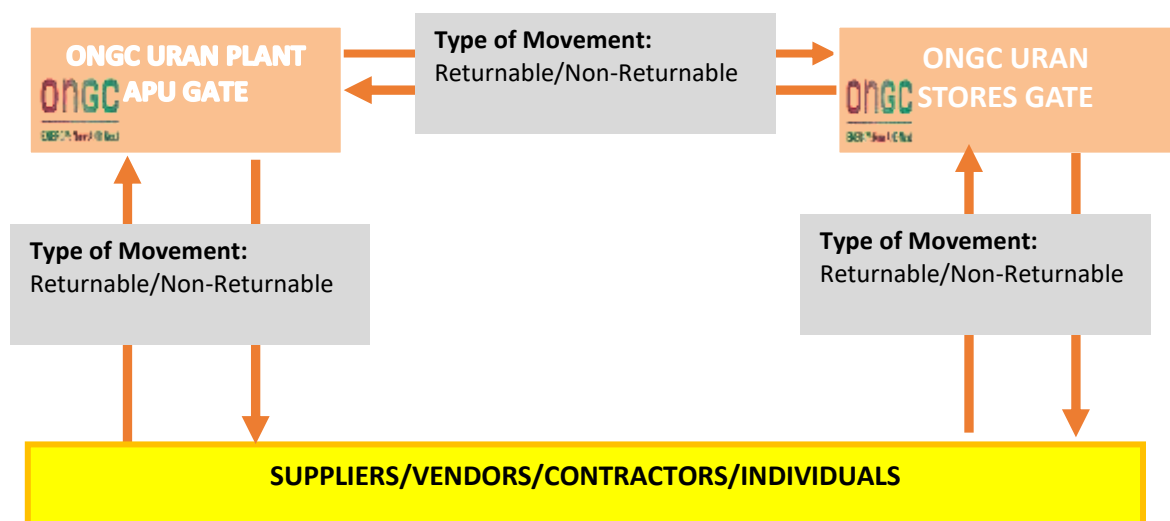 Type of Movement:
Returnable/Non-Returnable
ONGC URAN PLANT
APU GATE
ongc
ONGC URAN
STORES GATE
ongc
Type of Movement:
Returnable/Non-Returnable
Type of Movement:
Returnable/Non-Returnable
SUPPLIERS/VENDORS/CONTRACTORS/INDIVIDUALS